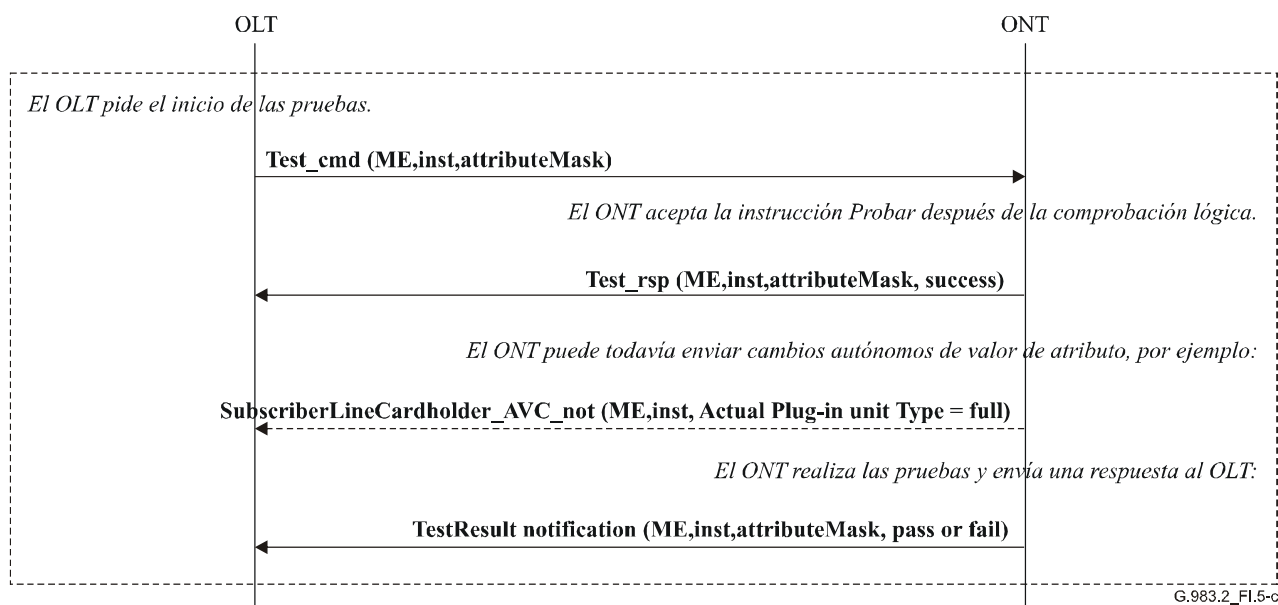 OLT
ONT
El OLT pide el inicio de las pruebas.
Test_cmd (ME,inst,attributeMask)
El ONT acepta la instrucción Probar después de la comprobación lógica.
Test_rsp (ME,inst,attributeMask, success)
El ONT puede todavía enviar cambios autónomos de valor de atributo, por ejemplo:
SubscriberLineCardholder_AVC_not (ME,inst, Actual Plug-in unit Type = full)
El ONT realiza las pruebas y envía una respuesta al OLT:
TestResult notification (ME,inst,attributeMask, pass or fail)
G.983.2_FI.5-c